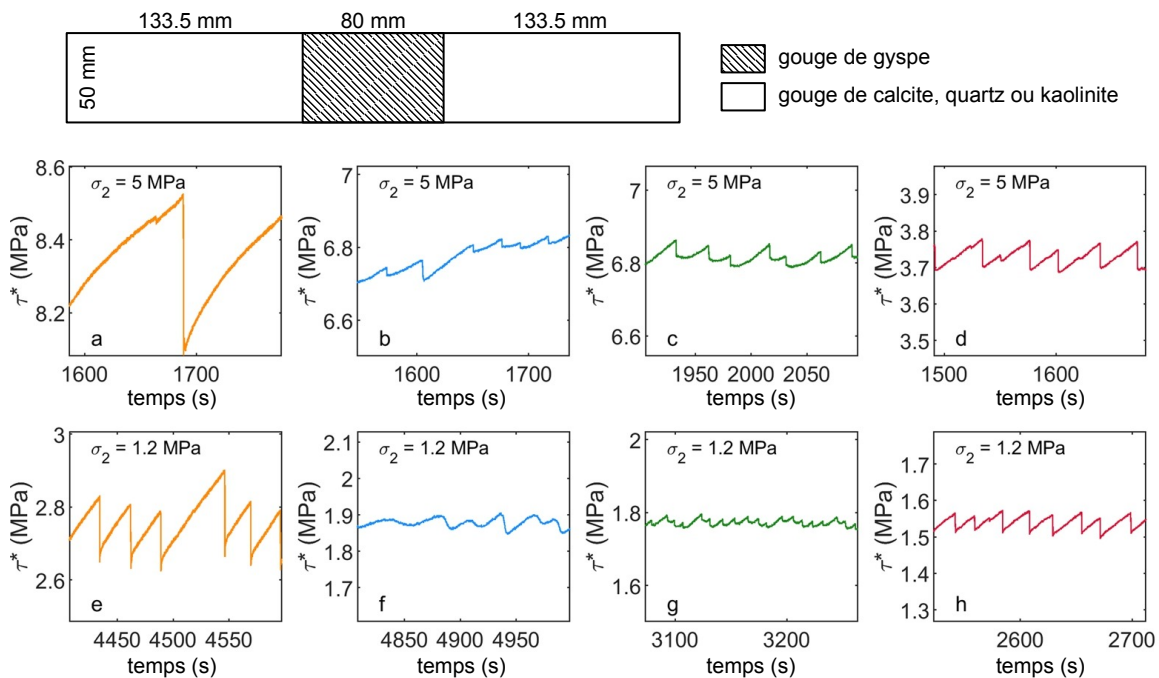 133.5 mm 80 mm 133.5 mm
50 mm
gouge de gyspe
gouge de calcite, quartz ou kaolinite
8.6
8.4
8.2
τ* (MPa)
σ2 = 5 MPa
a
1600 1700
temps (s)
7
6.8
6.6
τ* (MPa)
σ2 = 5 MPa
b
1600 1700
temps (s)
7
6.8
6.6
τ* (MPa)
σ2 = 5 MPa
c
1950 2000 2050
temps (s)
3.9
3.8
3.7
3.6
3.5
τ* (MPa)
σ2 = 5 MPa
d
1500 1600
temps (s)
3
2.8
2.6
τ* (MPa)
σ2 = 1.2 MPa
e
4450 4500 4550
temps (s)
2.1
2
1.9
1.8
1.7
τ* (MPa)
σ2 = 1.2 MPa
f
4850 4900 4950
temps (s)
2
1.8
1.6
τ* (MPa)
σ2 = 1.2 MPa
g
3100 3200
temps (s)
1.7
1.6
1.5
1.4
1.3
τ* (MPa)
σ2 = 1.2 MPa
h
2600 2700
temps (s)